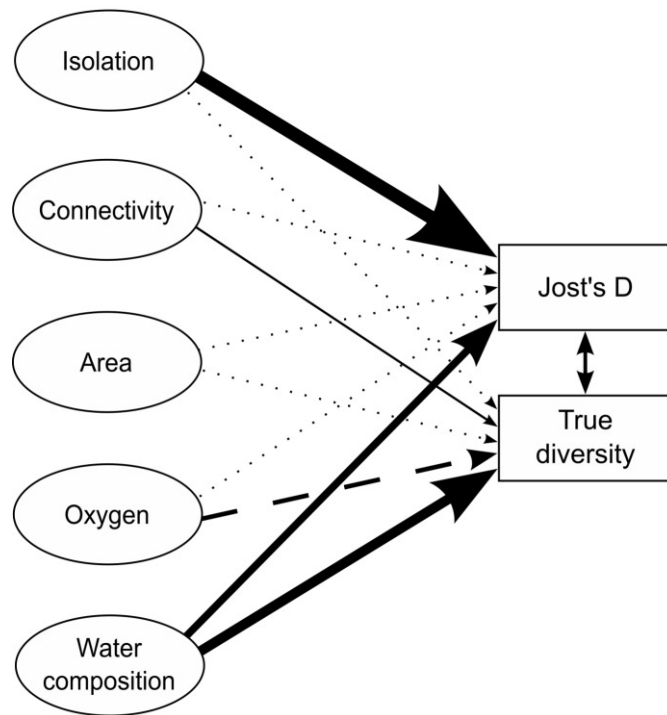 Isolation
Connectivity
Jost's D
Area
True
diversity
Oxygen
Water
composition